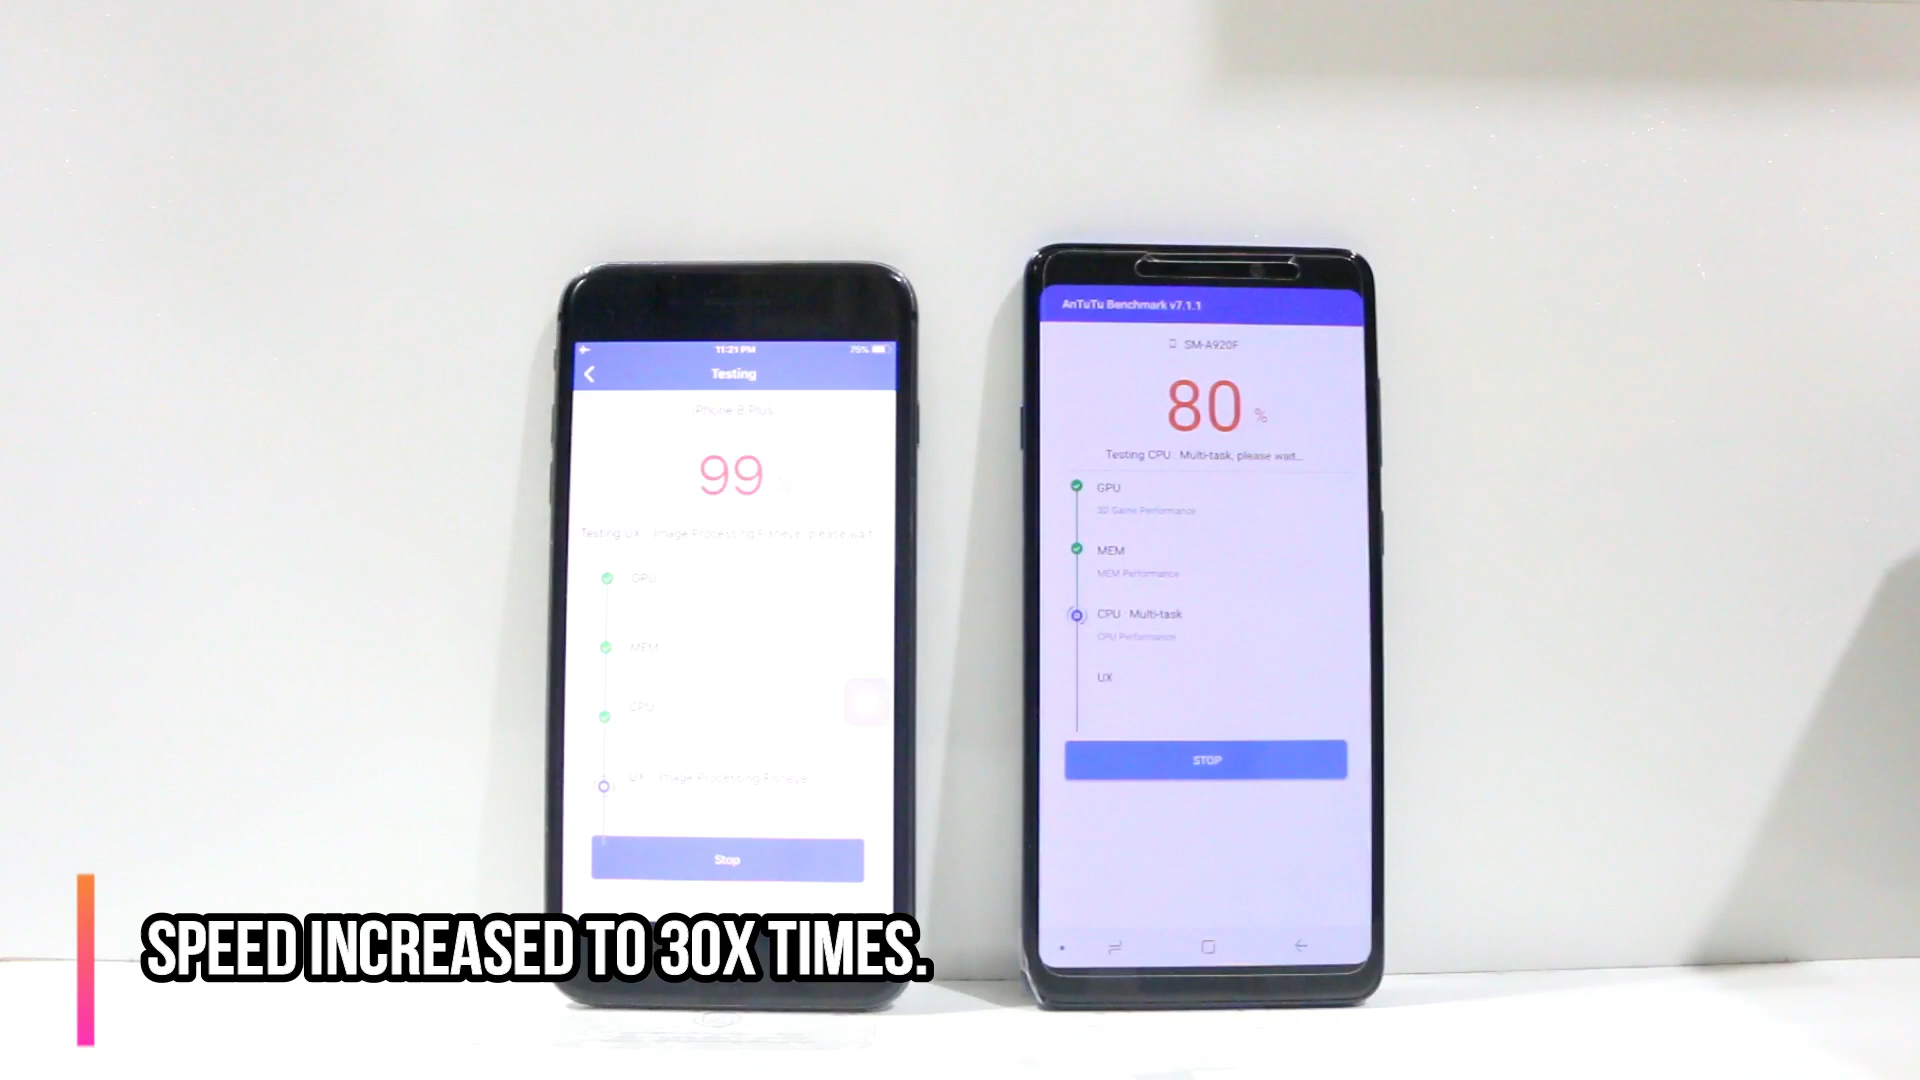 11:21 PM
75%
Testing
iPhone 8 Plus
99 %
Testing UX : Image Processing Fisheye, please wait
GPU
MEM
CPU
UX : Image Processing Fisheye
Stop
AnTuTu Benchmark v7.1.1
SM-A920F
80 %
Testing CPU : Multi-task, please wait...
GPU
3D Game Performance
MEM
MEM Performance
CPU : Multi-task
CPU Performance
UX
STOP
SPEED INCREASED TO 30X TIMES.